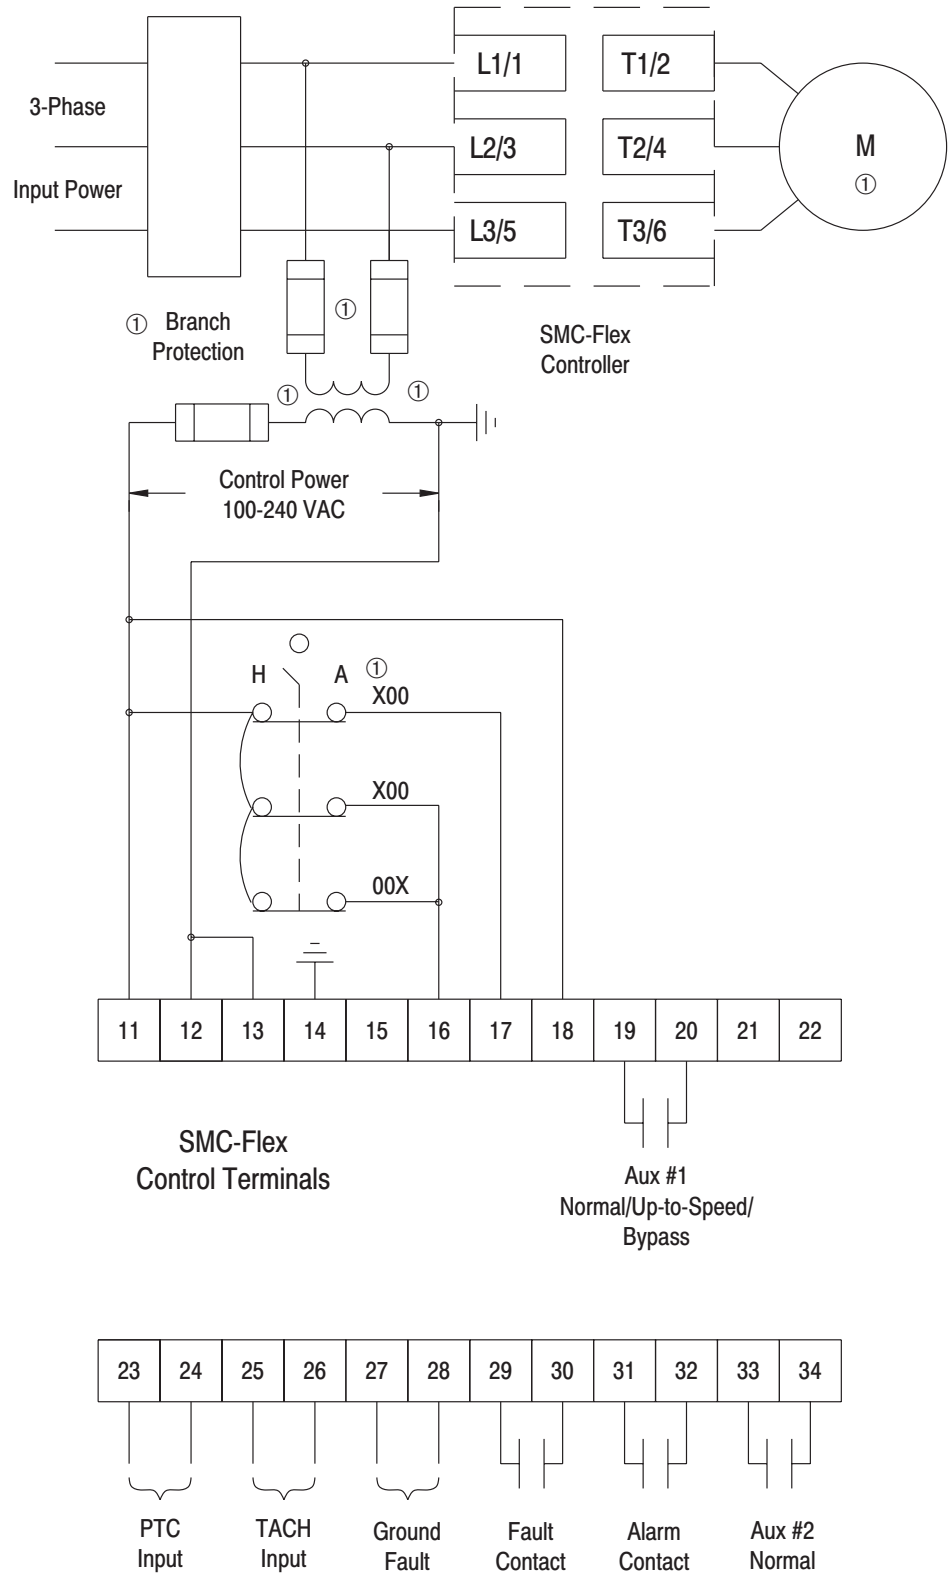 L1/1 T1/2
3-Phase
L2/3 T2/4 M
Input Power ①
L3/5 T3/6
① Branch
Protection
①
SMC-Flex
Controller
① ①
Control Power
100-240 VAC
H A ①
X00
X00
00X
11 12 13 14 15 16 17 18 19 20 21 22
SMC-Flex
Control Terminals
Aux #1
Normal/Up-to-Speed/
Bypass
23 24 25 26 27 28 29 30 31 32 33 34
PTC
Input
TACH
Input
Ground
Fault
Fault
Contact
Alarm
Contact
Aux #2
Normal